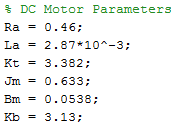 % DC Motor Parameters
Ra = 0.46;
La = 2.87*10^-3;
Kt = 3.382;
Jm = 0.633;
Bm = 0.0538;
Kb = 3.13;